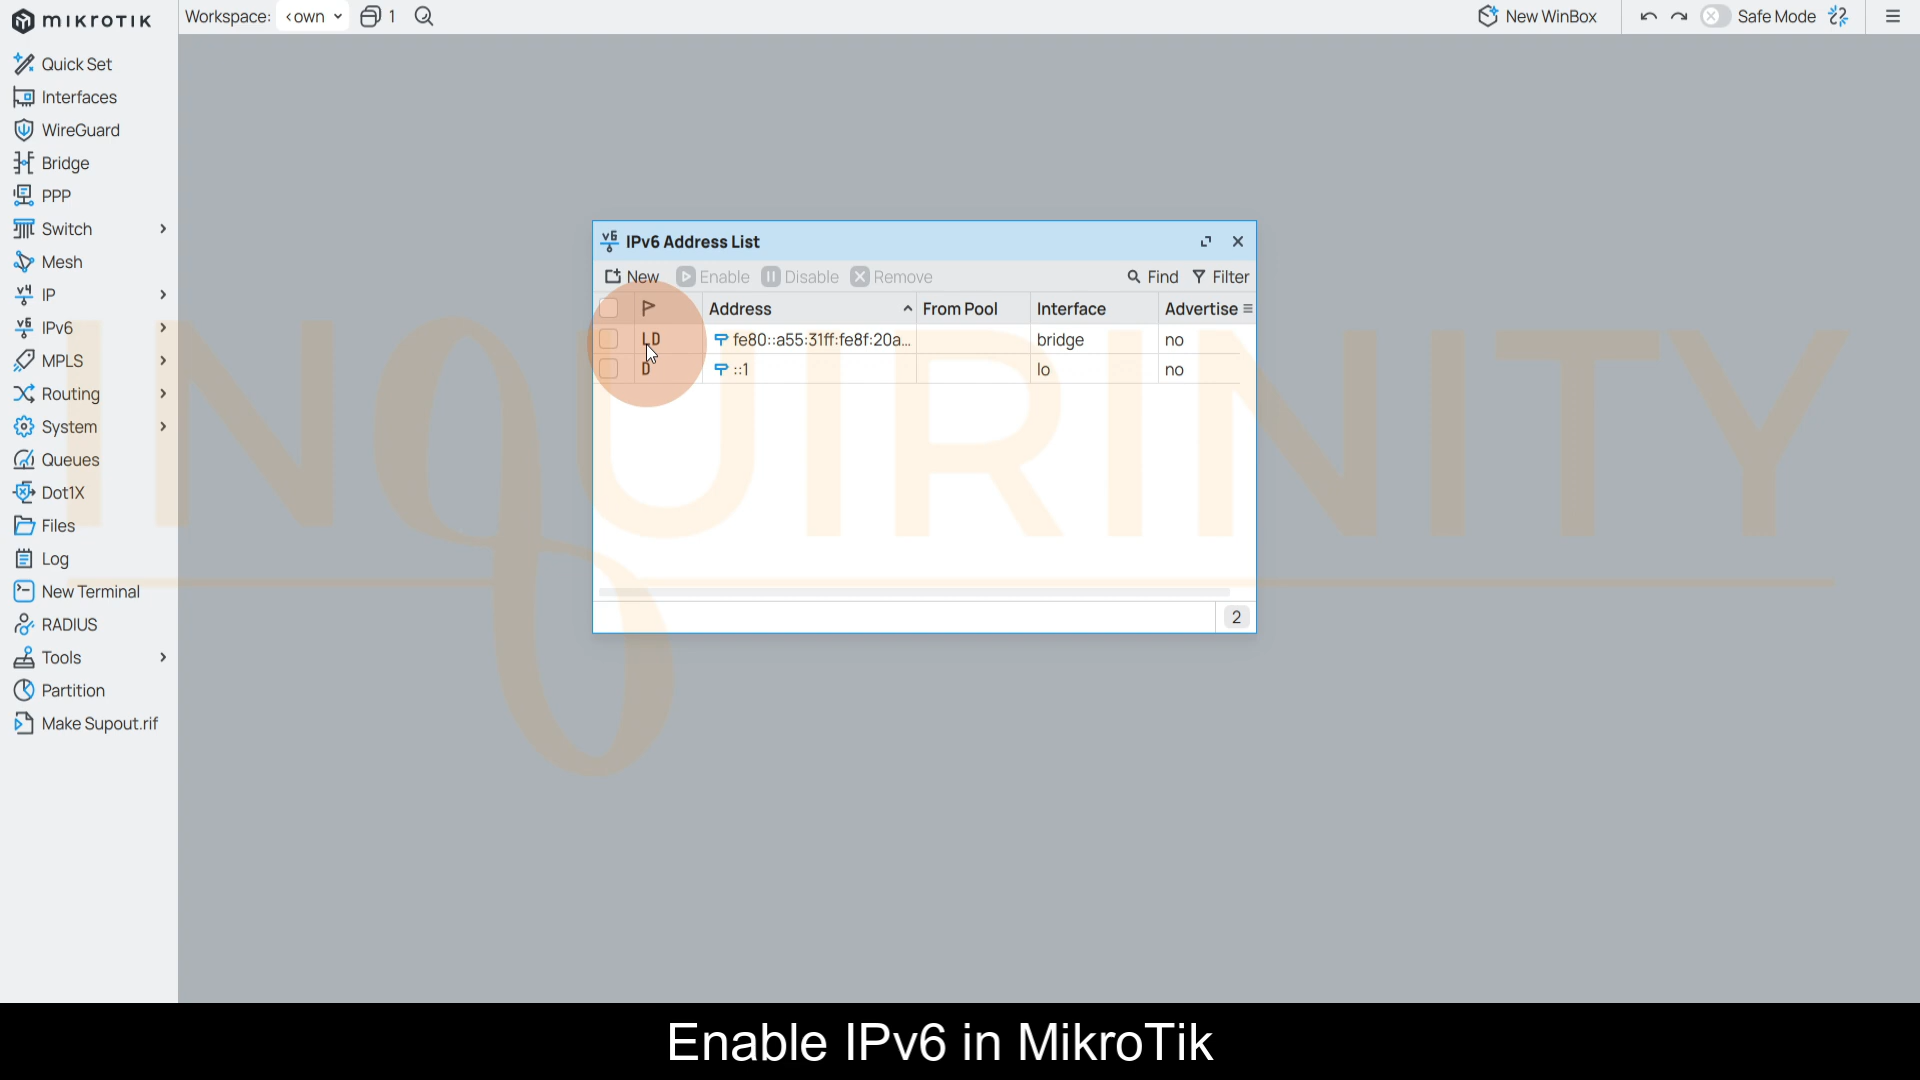 MIKROTIK
Workspace: <own 1
New WinBox
Safe Mode
Quick Set
Interfaces
WireGuard
Bridge
PPP
Switch
Mesh
IP
IPv6
MPLS
Routing
System
Queues
Dot1X
Files
Log
New Terminal
RADIUS
Tools
Partition
Make Supout.rif
IPv6 Address List
New Enable Disable Remove Find Filter
Address From Pool Interface Advertise
LD fe80::a55:31ff:fe8f:20a... bridge no
D ::1 lo no
2
INQUIRINITY
Enable IPv6 in MikroTik